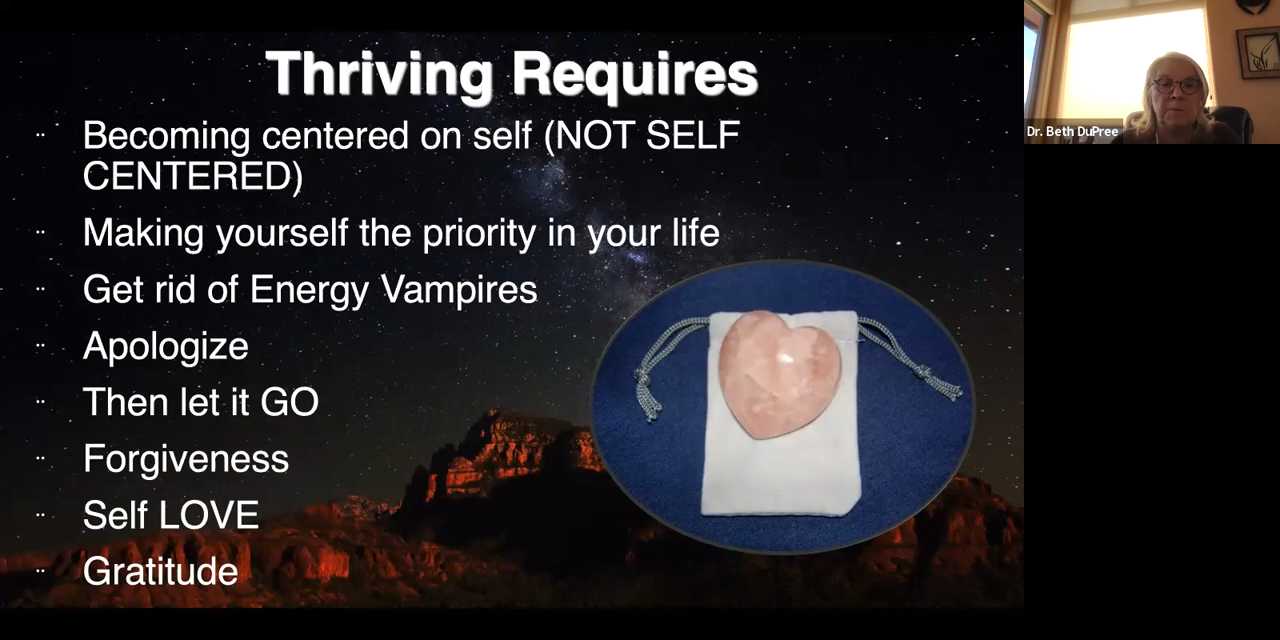 Thriving Requires
Becoming centered on self (NOT SELF
CENTERED)
Making yourself the priority in your life
Get rid of Energy Vampires
Apologize
Then let it GO
Forgiveness
Self LOVE
Gratitude
Dr. Beth DuPree